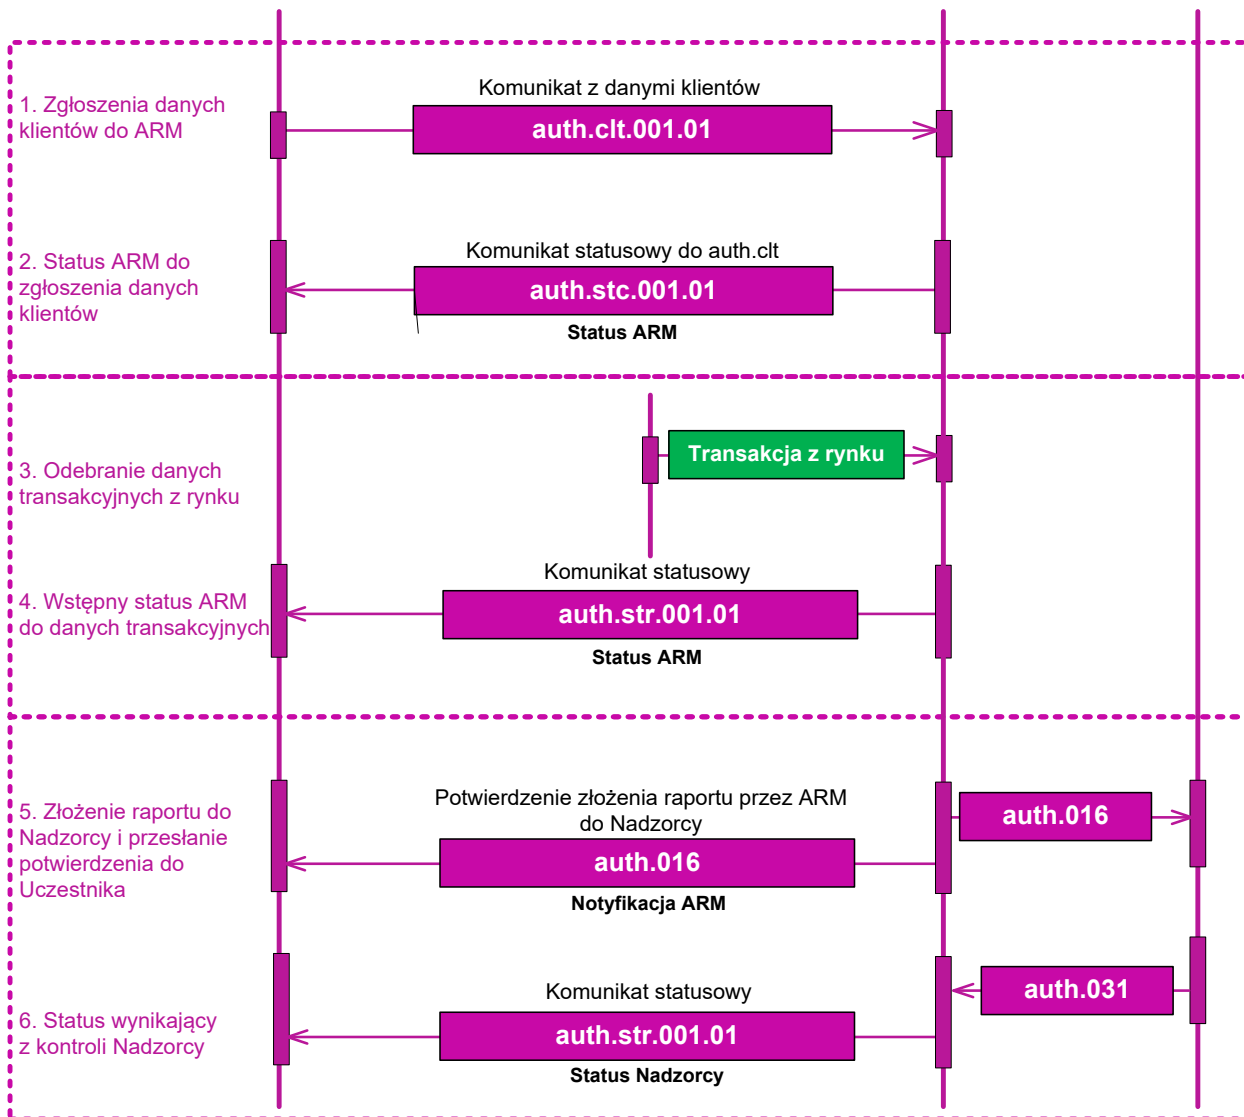 1. Zgłoszenia danych
klientów do ARM
Komunikat z danymi klientów
auth.clt.001.01
2. Status ARM do
zgłoszenia danych
klientów
Komunikat statusowy do auth.clt
auth.stc.001.01
Status ARM
3. Odebranie danych
transakcyjnych z rynku
Transakcja z rynku
4. Wstępny status ARM
do danych transakcyjnych
Komunikat statusowy
auth.str.001.01
Status ARM
5. Złożenie raportu do
Nadzorcy i przesłanie
potwierdzenia do
Uczestnika
Potwierdzenie złożenia raportu przez ARM
do Nadzorcy
auth.016
Notyfikacja ARM
auth.016
6. Status wynikający
z kontroli Nadzorcy
Komunikat statusowy
auth.str.001.01
Status Nadzorcy
auth.031